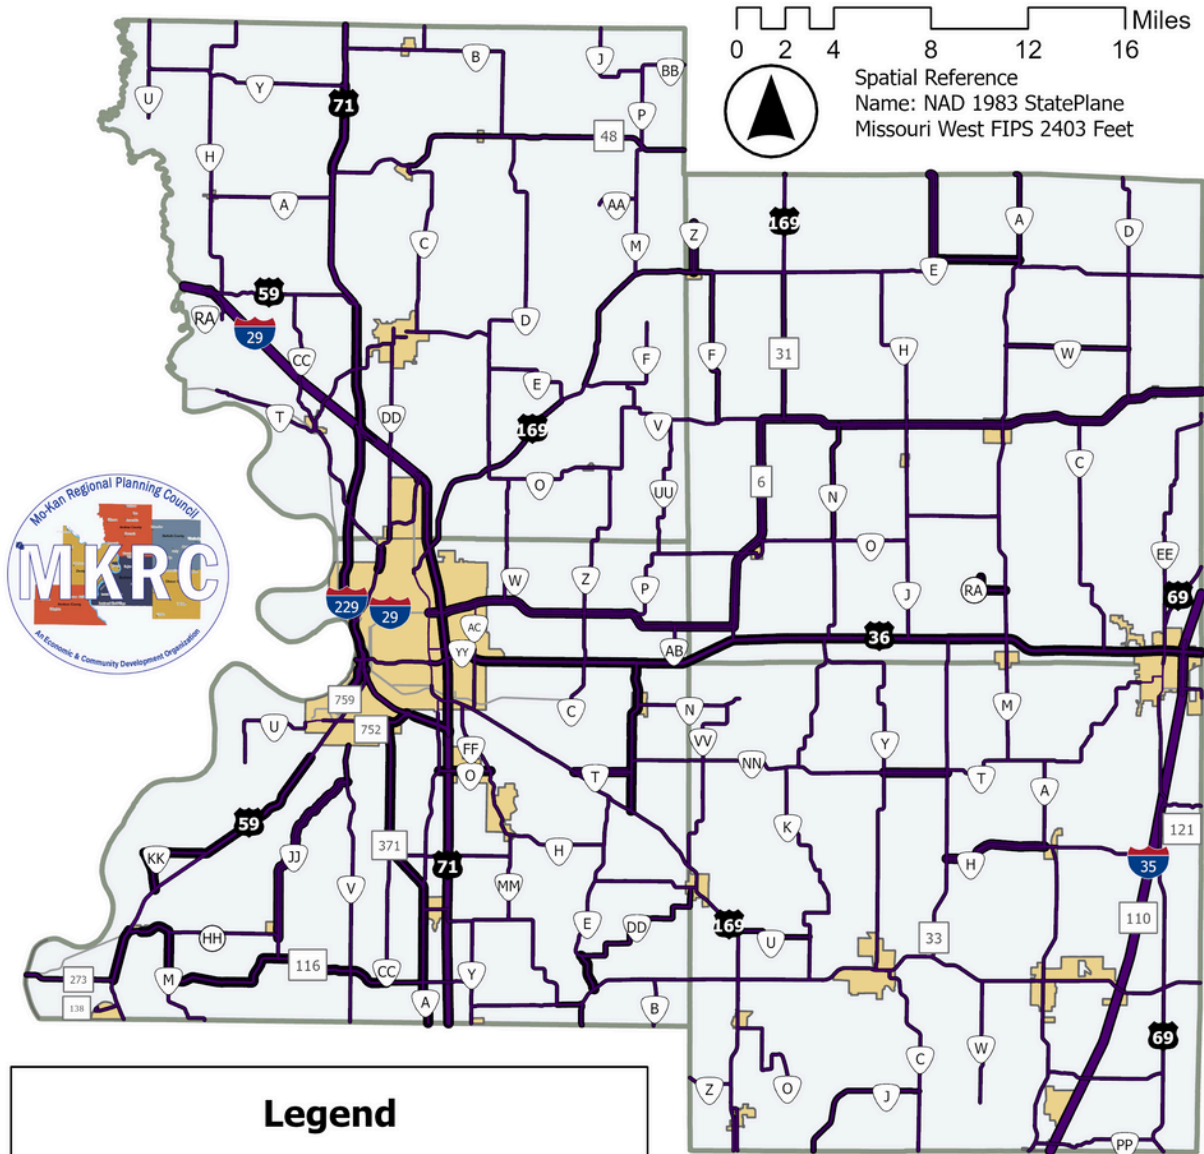 Miles
0 2 4 8 12 16
Spatial Reference
Name: NAD 1983 StatePlane
Missouri West FIPS 2403 Feet
B
J
BB
U
Y
71
P
48
H
A
AA
C
M
Z
169
A
D
E
59
RA
29
D
CC
F
F
31
H
W
E
T
DD
169
V
C
O
UU
6
N
Mo-Kan Regional Planning Council
MKRC
An Economic & Community Development Organization
O
EE
W
Z
P
RA
J
69
229
29
AC
YY
AB
36
759
752
U
C
N
M
VV
Y
FF
O
T
NN
T
A
59
K
121
KK
JJ
371
71
H
H
35
V
MM
E
DD
169
U
33
110
HH
116
CC
Y
273
M
138
A
B
69
W
C
Z
O
J
PP
Legend